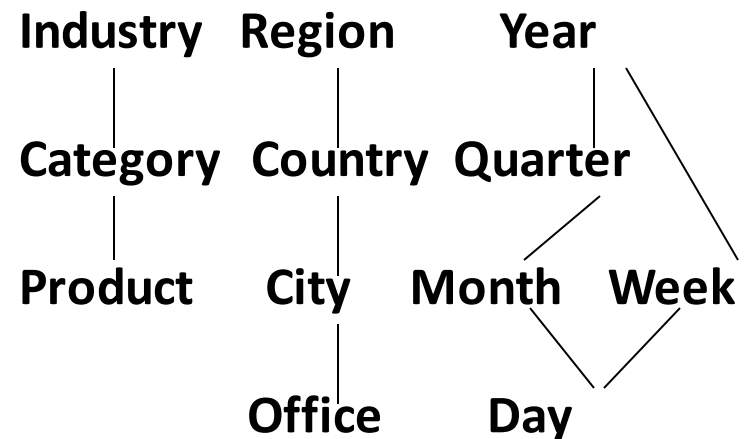 Industry Region Year
Category Country Quarter
Product City Month Week
Office Day